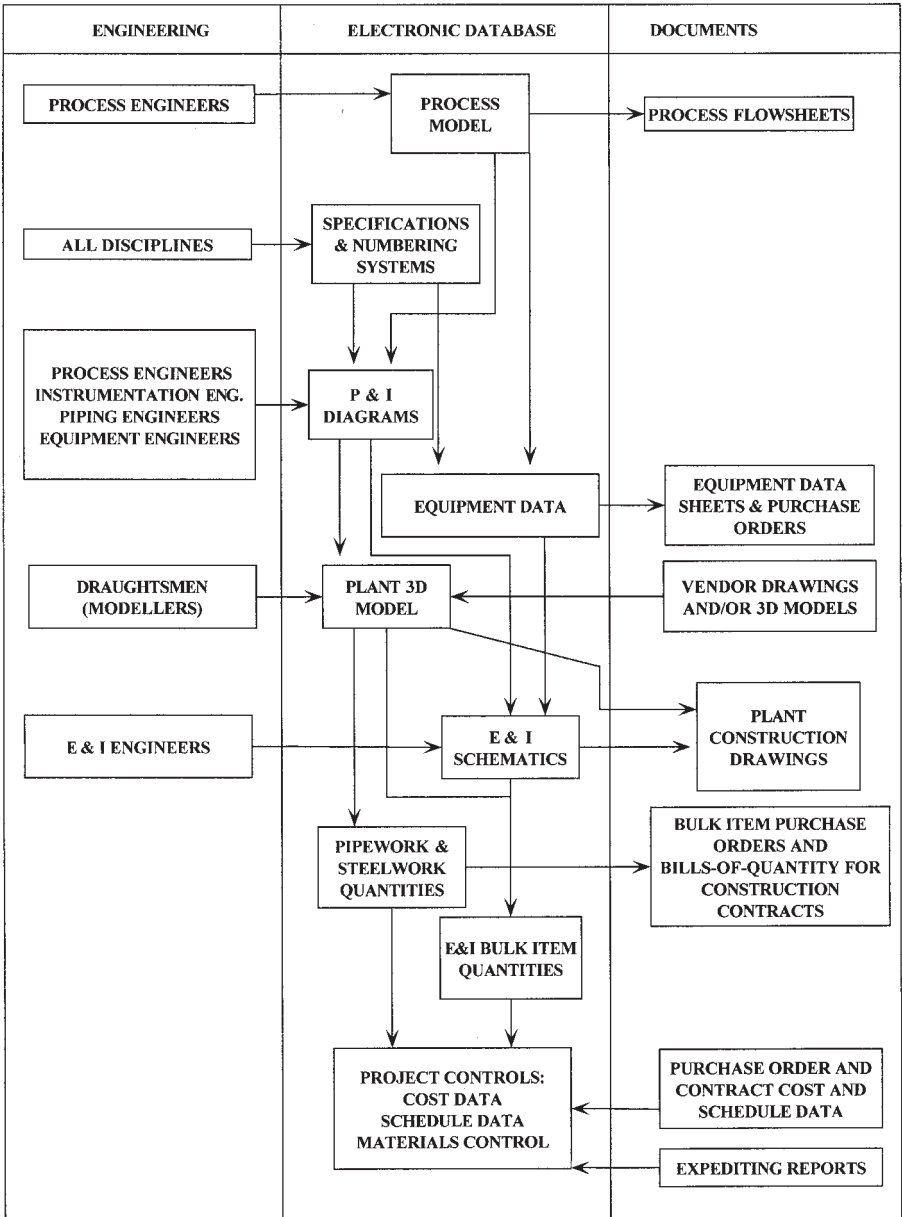 ENGINEERING
ELECTRONIC DATABASE
DOCUMENTS
PROCESS ENGINEERS
PROCESS
MODEL
PROCESS FLOWSHEETS
ALL DISCIPLINES
SPECIFICATIONS
& NUMBERING
SYSTEMS
PROCESS ENGINEERS
INSTRUMENTATION ENG.
PIPING ENGINEERS
EQUIPMENT ENGINEERS
P & I
DIAGRAMS
EQUIPMENT DATA
EQUIPMENT DATA
SHEETS & PURCHASE
ORDERS
DRAUGHTSMEN
(MODELLERS)
PLANT 3D
MODEL
VENDOR DRAWINGS
AND/OR 3D MODELS
E & I ENGINEERS
E & I
SCHEMATICS
PLANT
CONSTRUCTION
DRAWINGS
PIPEWORK &
STEELWORK
QUANTITIES
BULK ITEM PURCHASE
ORDERS AND
BILLS-OF-QUANTITY FOR
CONSTRUCTION
CONTRACTS
E&I BULK ITEM
QUANTITIES
PROJECT CONTROLS:
COST DATA
SCHEDULE DATA
MATERIALS CONTROL
PURCHASE ORDER AND
CONTRACT COST AND
SCHEDULE DATA
EXPEDITING REPORTS